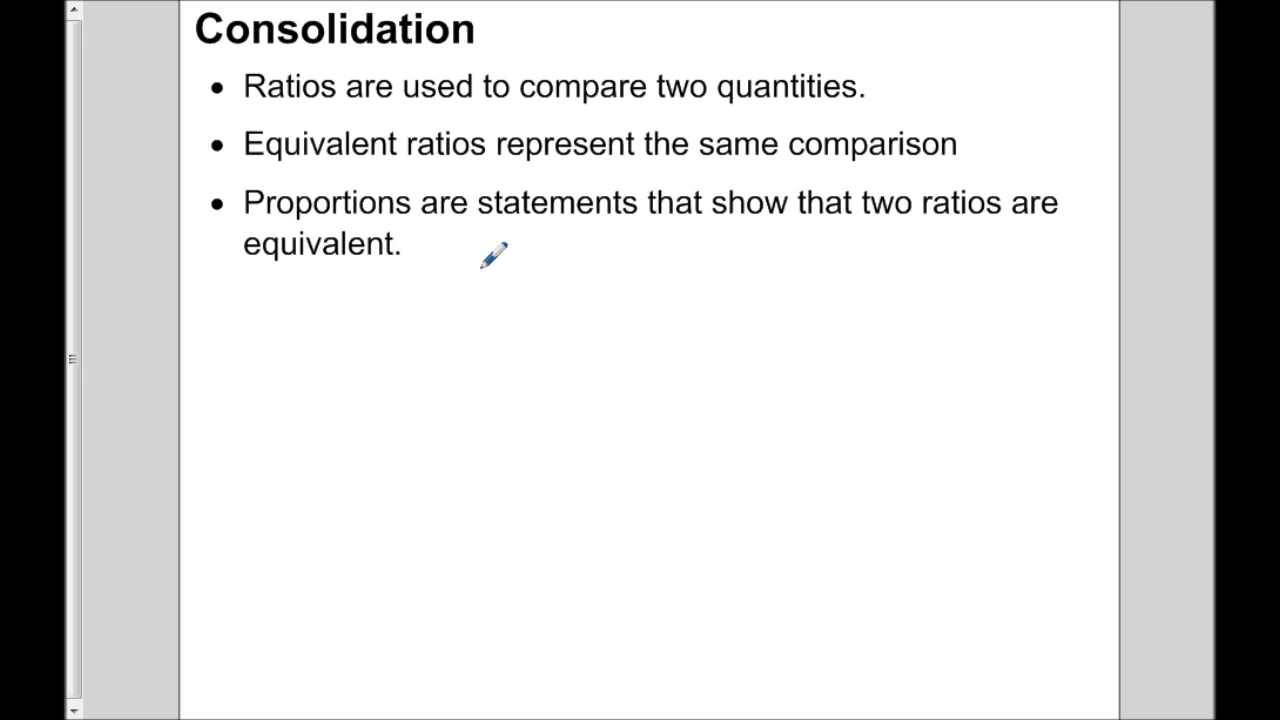 Consolidation
• Ratios are used to compare two quantities.
• Equivalent ratios represent the same comparison
• Proportions are statements that show that two ratios are
equivalent.